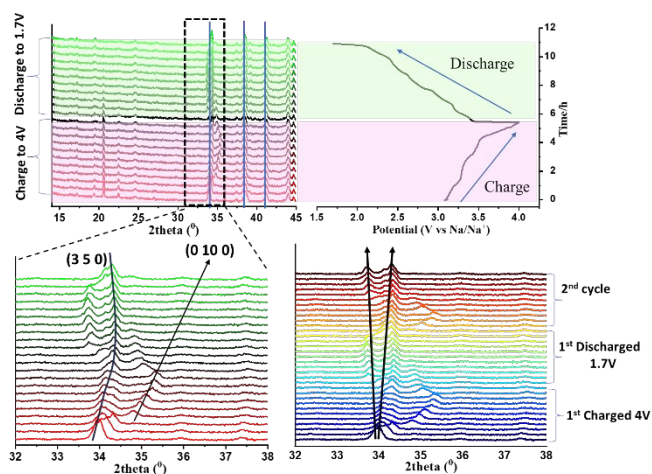 Charge to 4V
Discharge to 1.7V
14 20 25 30 35 40 45
2theta (⁰)
Discharge
Charge
1.5 2.0 2.5 3.0 3.5 4.0
Potential (V vs Na/Na⁺)
0
2
4
6
8
10
12
Time/h
(3 5 0)
(0 10 0)
32 33 34 35 36 37 38
2theta (⁰)
2nd cycle
1st Discharged
1.7V
1st Charged 4V
32 33 34 35 36 37 38
2theta (⁰)